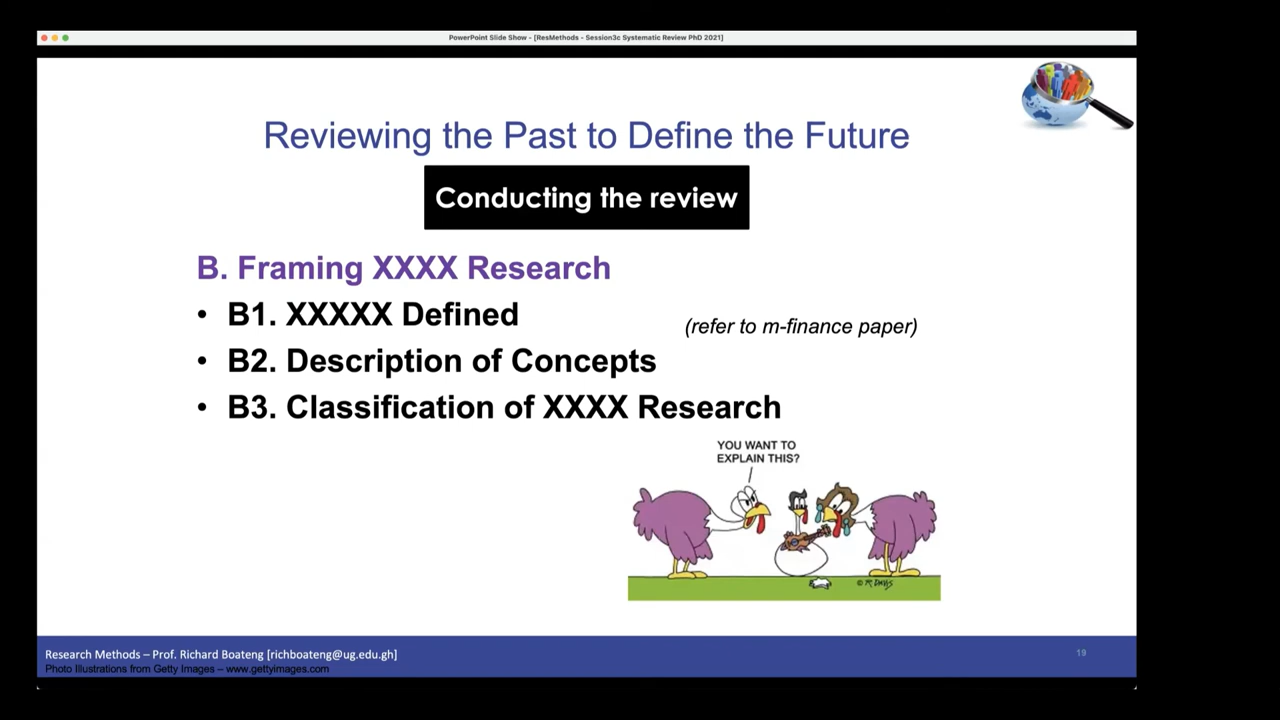 PowerPoint Slide Show - [ResMethods - Session3c Systematic Review PhD 2021]
Reviewing the Past to Define the Future
Conducting the review
B. Framing XXXX Research
• B1. XXXXX Defined
(refer to m-finance paper)
• B2. Description of Concepts
• B3. Classification of XXXX Research
YOU WANT TO
EXPLAIN THIS?
Research Methods – Prof. Richard Boateng [richboateng@ug.edu.gh]
Photo Illustrations from Getty Images – www.gettyimages.com
19